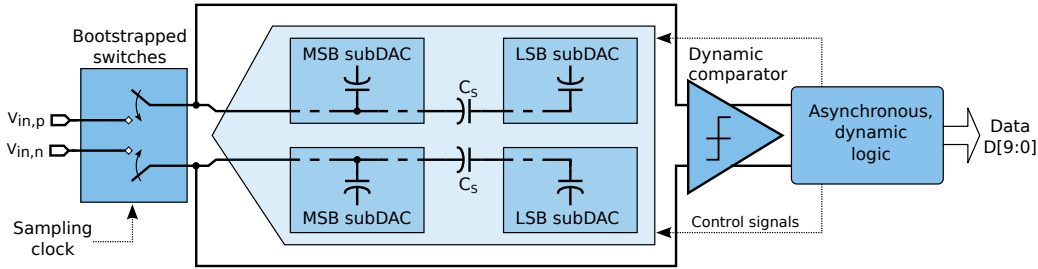 Bootstrapped
switches
V_in,p
V_in,n
Sampling
clock
MSB subDAC
LSB subDAC
C_S
C_S
MSB subDAC
LSB subDAC
Dynamic
comparator
Asynchronous,
dynamic
logic
Control signals
Data
D[9:0]